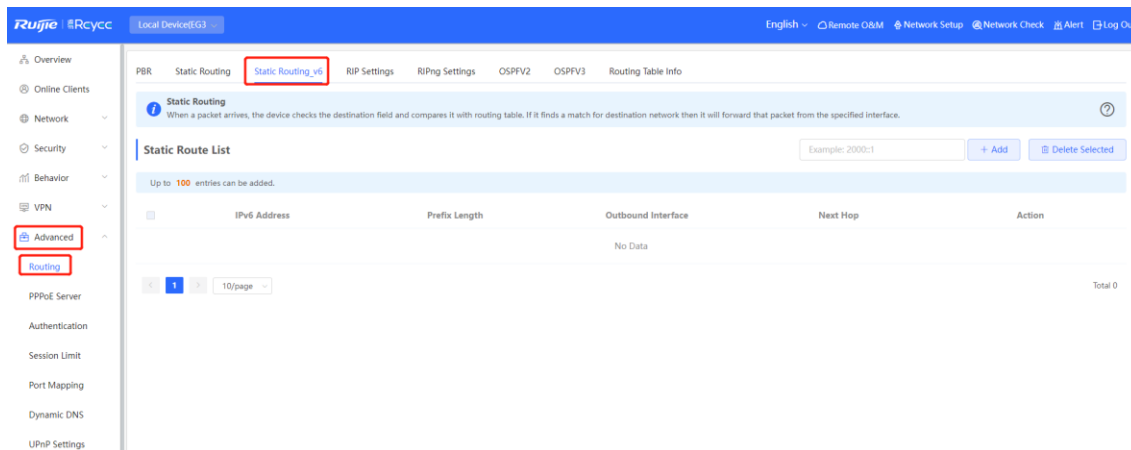 Ruijie | Rcycc Local Device(EG3 English Remote O&M Network Setup Network Check Alert Log Ou
Overview
Online Clients
Network
Security
Behavior
VPN
Advanced
Routing
PPPoE Server
Authentication
Session Limit
Port Mapping
Dynamic DNS
UPnP Settings
PBR Static Routing Static Routing_v6 RIP Settings RIPng Settings OSPFV2 OSPFV3 Routing Table Info
Static Routing
When a packet arrives, the device checks the destination field and compares it with routing table. If it finds a match for destination network then it will forward that packet from the specified interface.
Static Route List Example: 2000::1 + Add Delete Selected
Up to 100 entries can be added.
IPv6 Address Prefix Length Outbound Interface Next Hop Action
No Data
< 1 > 10/page Total 0